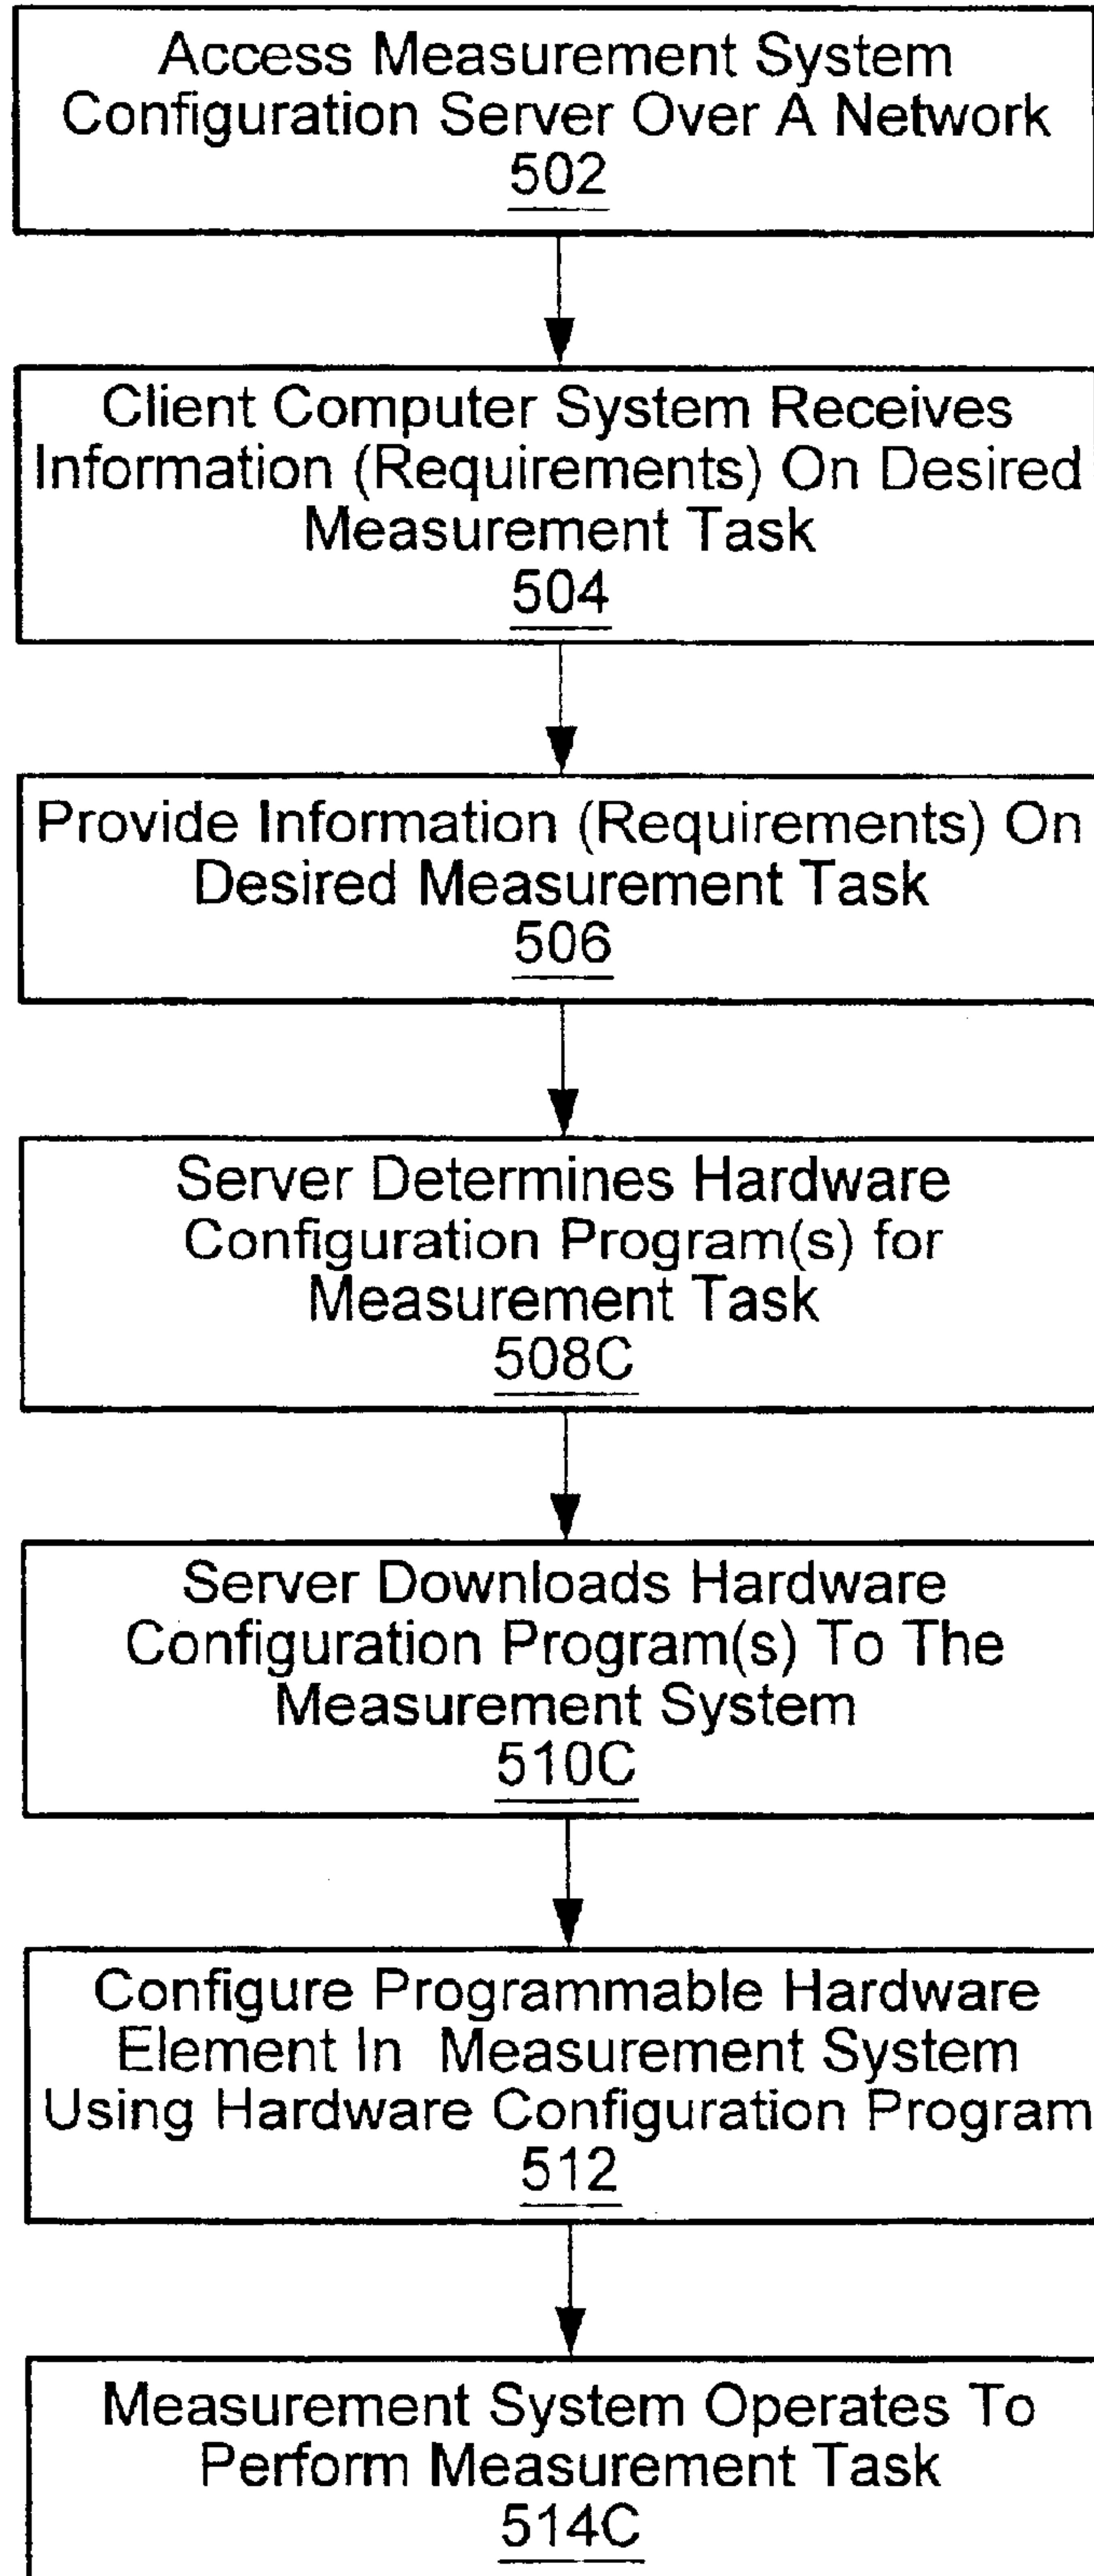 Access Measurement System
Configuration Server Over A Network
502
Client Computer System Receives
Information (Requirements) On Desired
Measurement Task
504
Provide Information (Requirements) On
Desired Measurement Task
506
Server Determines Hardware
Configuration Program(s) for
Measurement Task
508C
Server Downloads Hardware
Configuration Program(s) To The
Measurement System
510C
Configure Programmable Hardware
Element In Measurement System
Using Hardware Configuration Program
512
Measurement System Operates To
Perform Measurement Task
514C